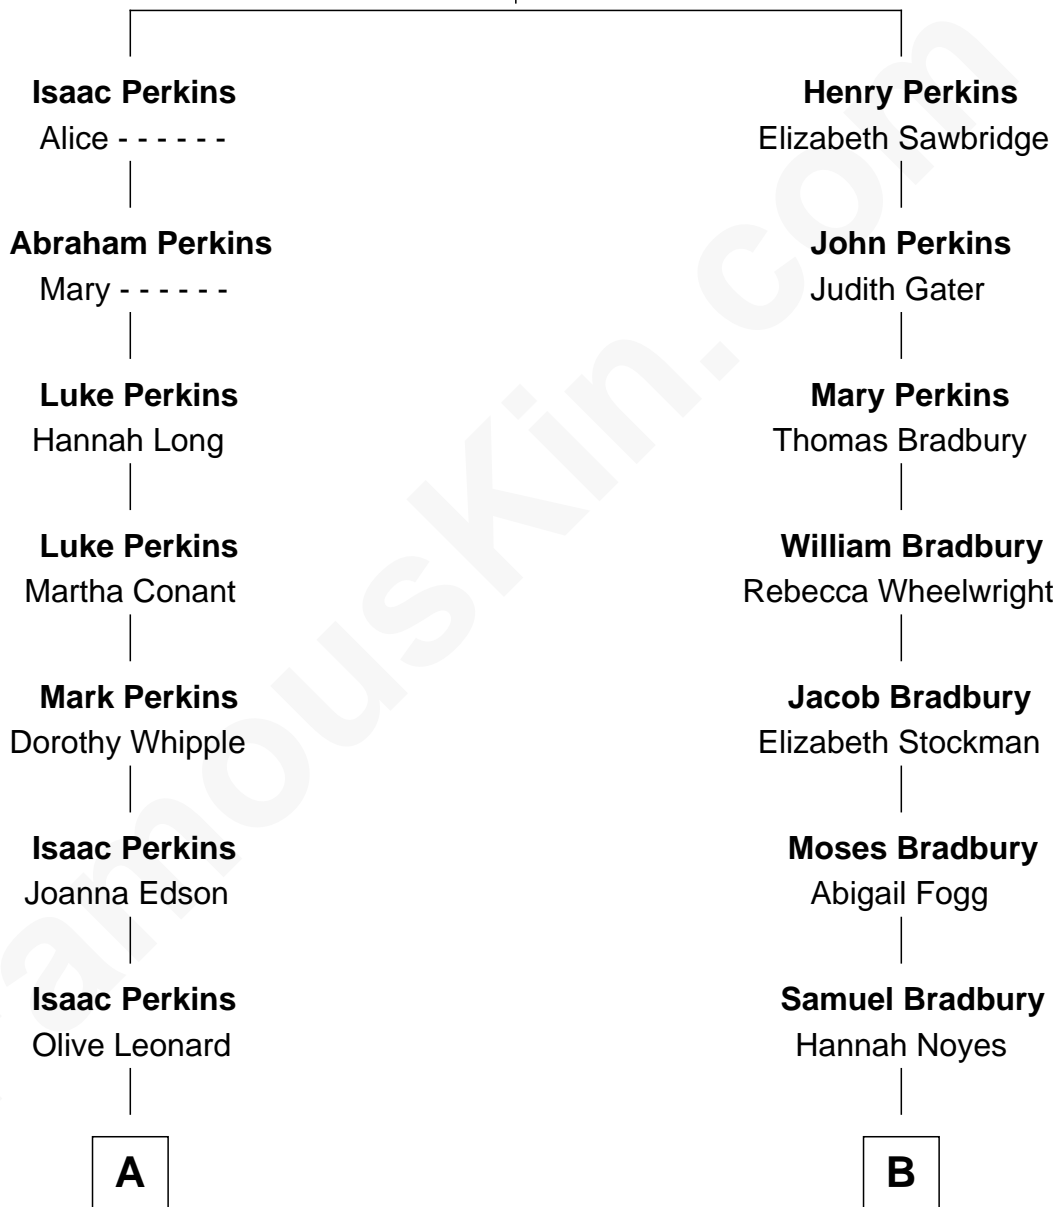 Isaac Perkins
Alice - - - - - -
Abraham Perkins
Mary - - - - - -
Luke Perkins
Hannah Long
Luke Perkins
Martha Conant
Mark Perkins
Dorothy Whipple
Isaac Perkins
Joanna Edson
Isaac Perkins
Olive Leonard
A
Henry Perkins
Elizabeth Sawbridge
John Perkins
Judith Gater
Mary Perkins
Thomas Bradbury
William Bradbury
Rebecca Wheelwright
Jacob Bradbury
Elizabeth Stockman
Moses Bradbury
Abigail Fogg
Samuel Bradbury
Hannah Noyes
B
famousKin.com